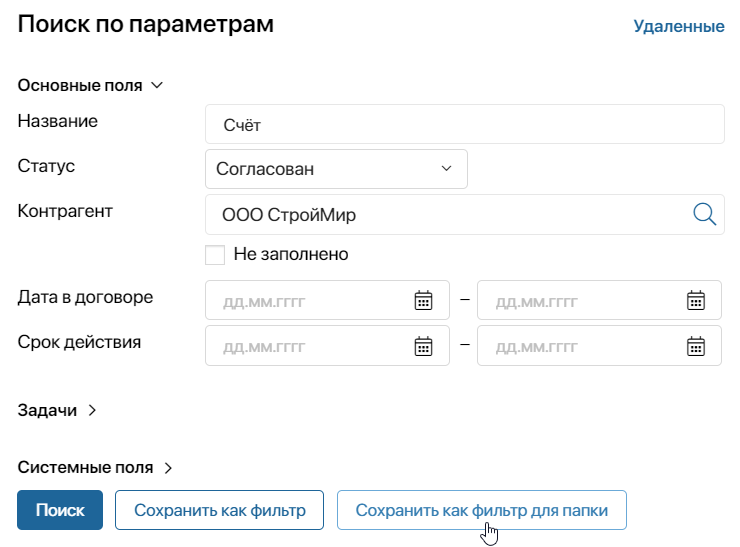 Поиск по параметрам
Удаленные
Основные поля
Название
Счёт
Статус
Согласован
Контрагент
ООО СтройМир
Не заполнено
Дата в договоре
дд.мм.гггг – дд.мм.гггг
Срок действия
дд.мм.гггг – дд.мм.гггг
Задачи
Системные поля
Поиск
Сохранить как фильтр
Сохранить как фильтр для папки